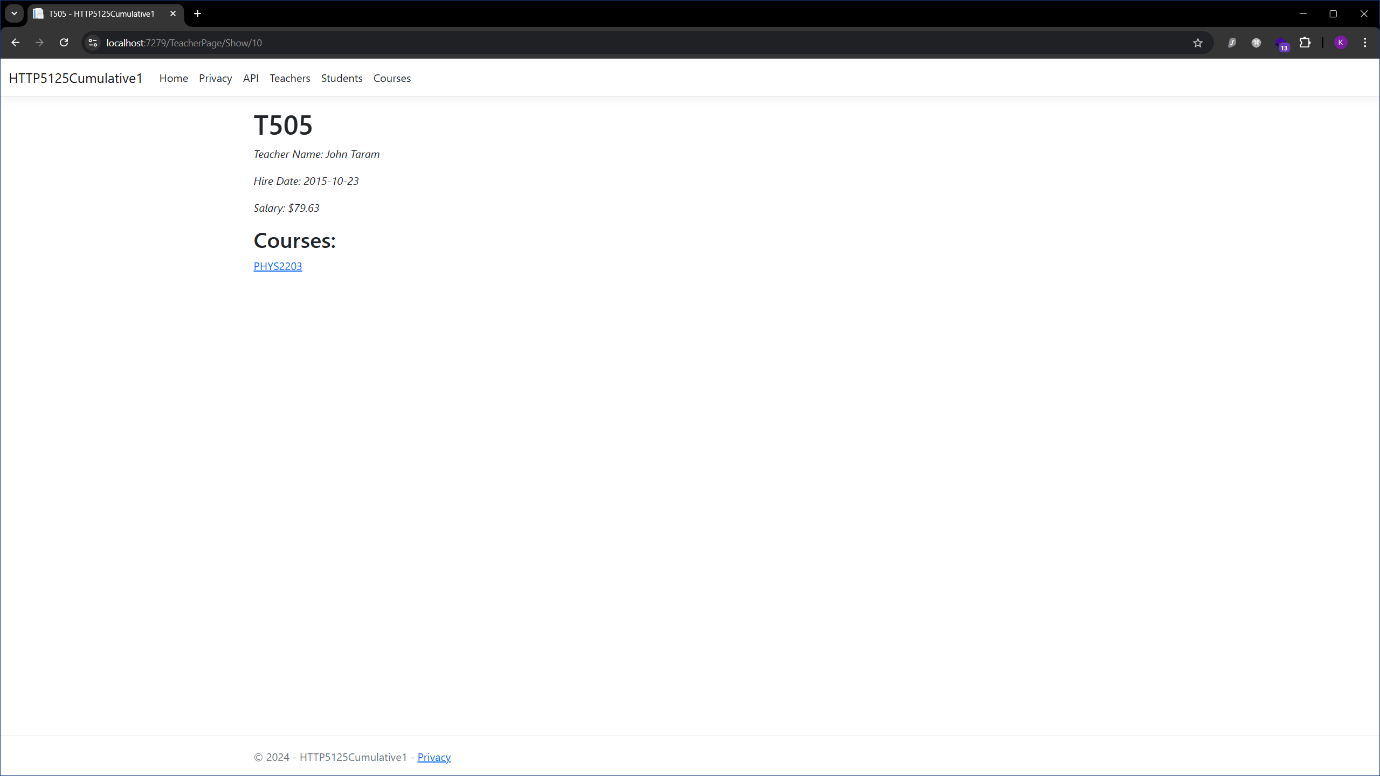 T505 - HTTP5125Cumulative1
localhost:7279/TeacherPage/Show/10
13
K
HTTP5125Cumulative1 Home Privacy API Teachers Students Courses
T505
Teacher Name: John Taram
Hire Date: 2015-10-23
Salary: $79.63
Courses:
PHYS2203
© 2024 - HTTP5125Cumulative1 - Privacy